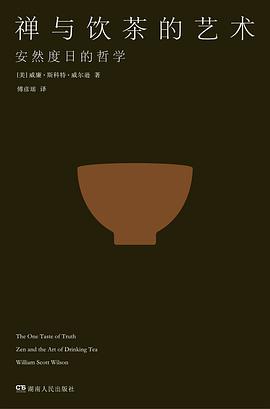 禅与饮茶的艺术
安然度日的哲学
[美]威廉·斯科特·威尔逊 著
傅彦瑶 译
The One Taste of Truth
Zen and the Art of Drinking Tea
William Scott Wilson
湖南人民出版社